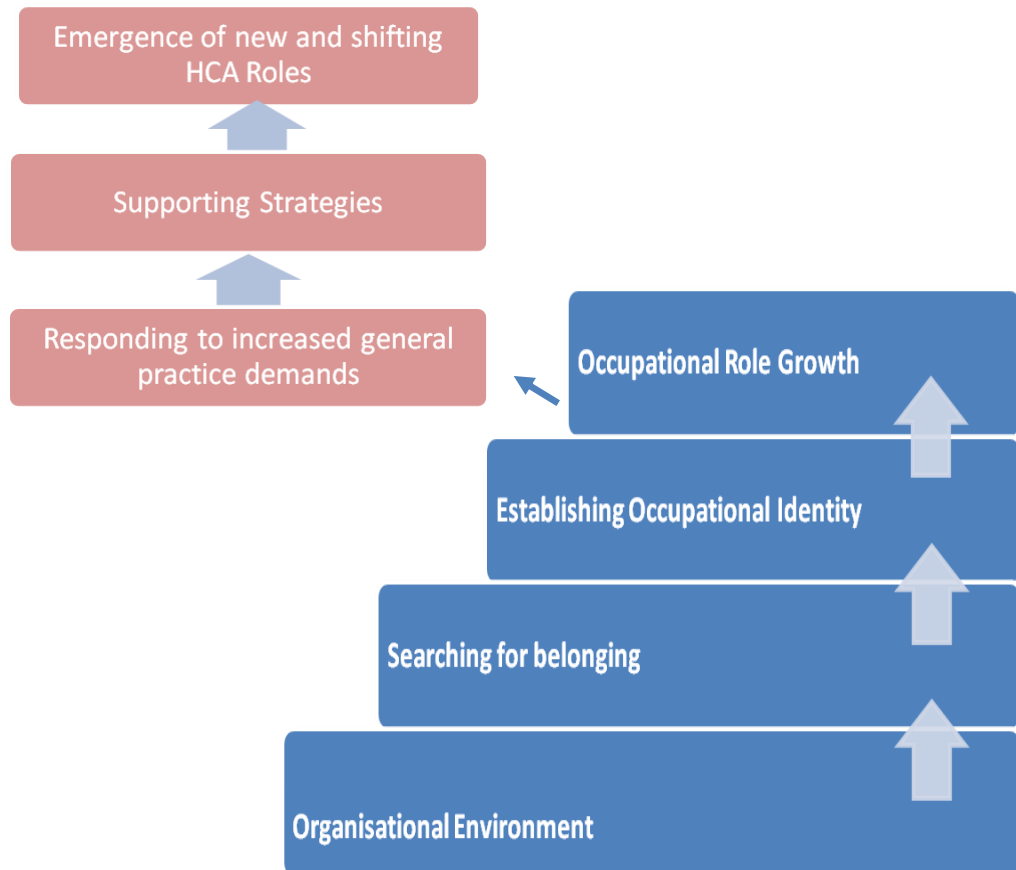 Emergence of new and shifting
HCA Roles
Supporting Strategies
Responding to increased general
practice demands
Occupational Role Growth
Establishing Occupational Identity
Searching for belonging
Organisational Environment